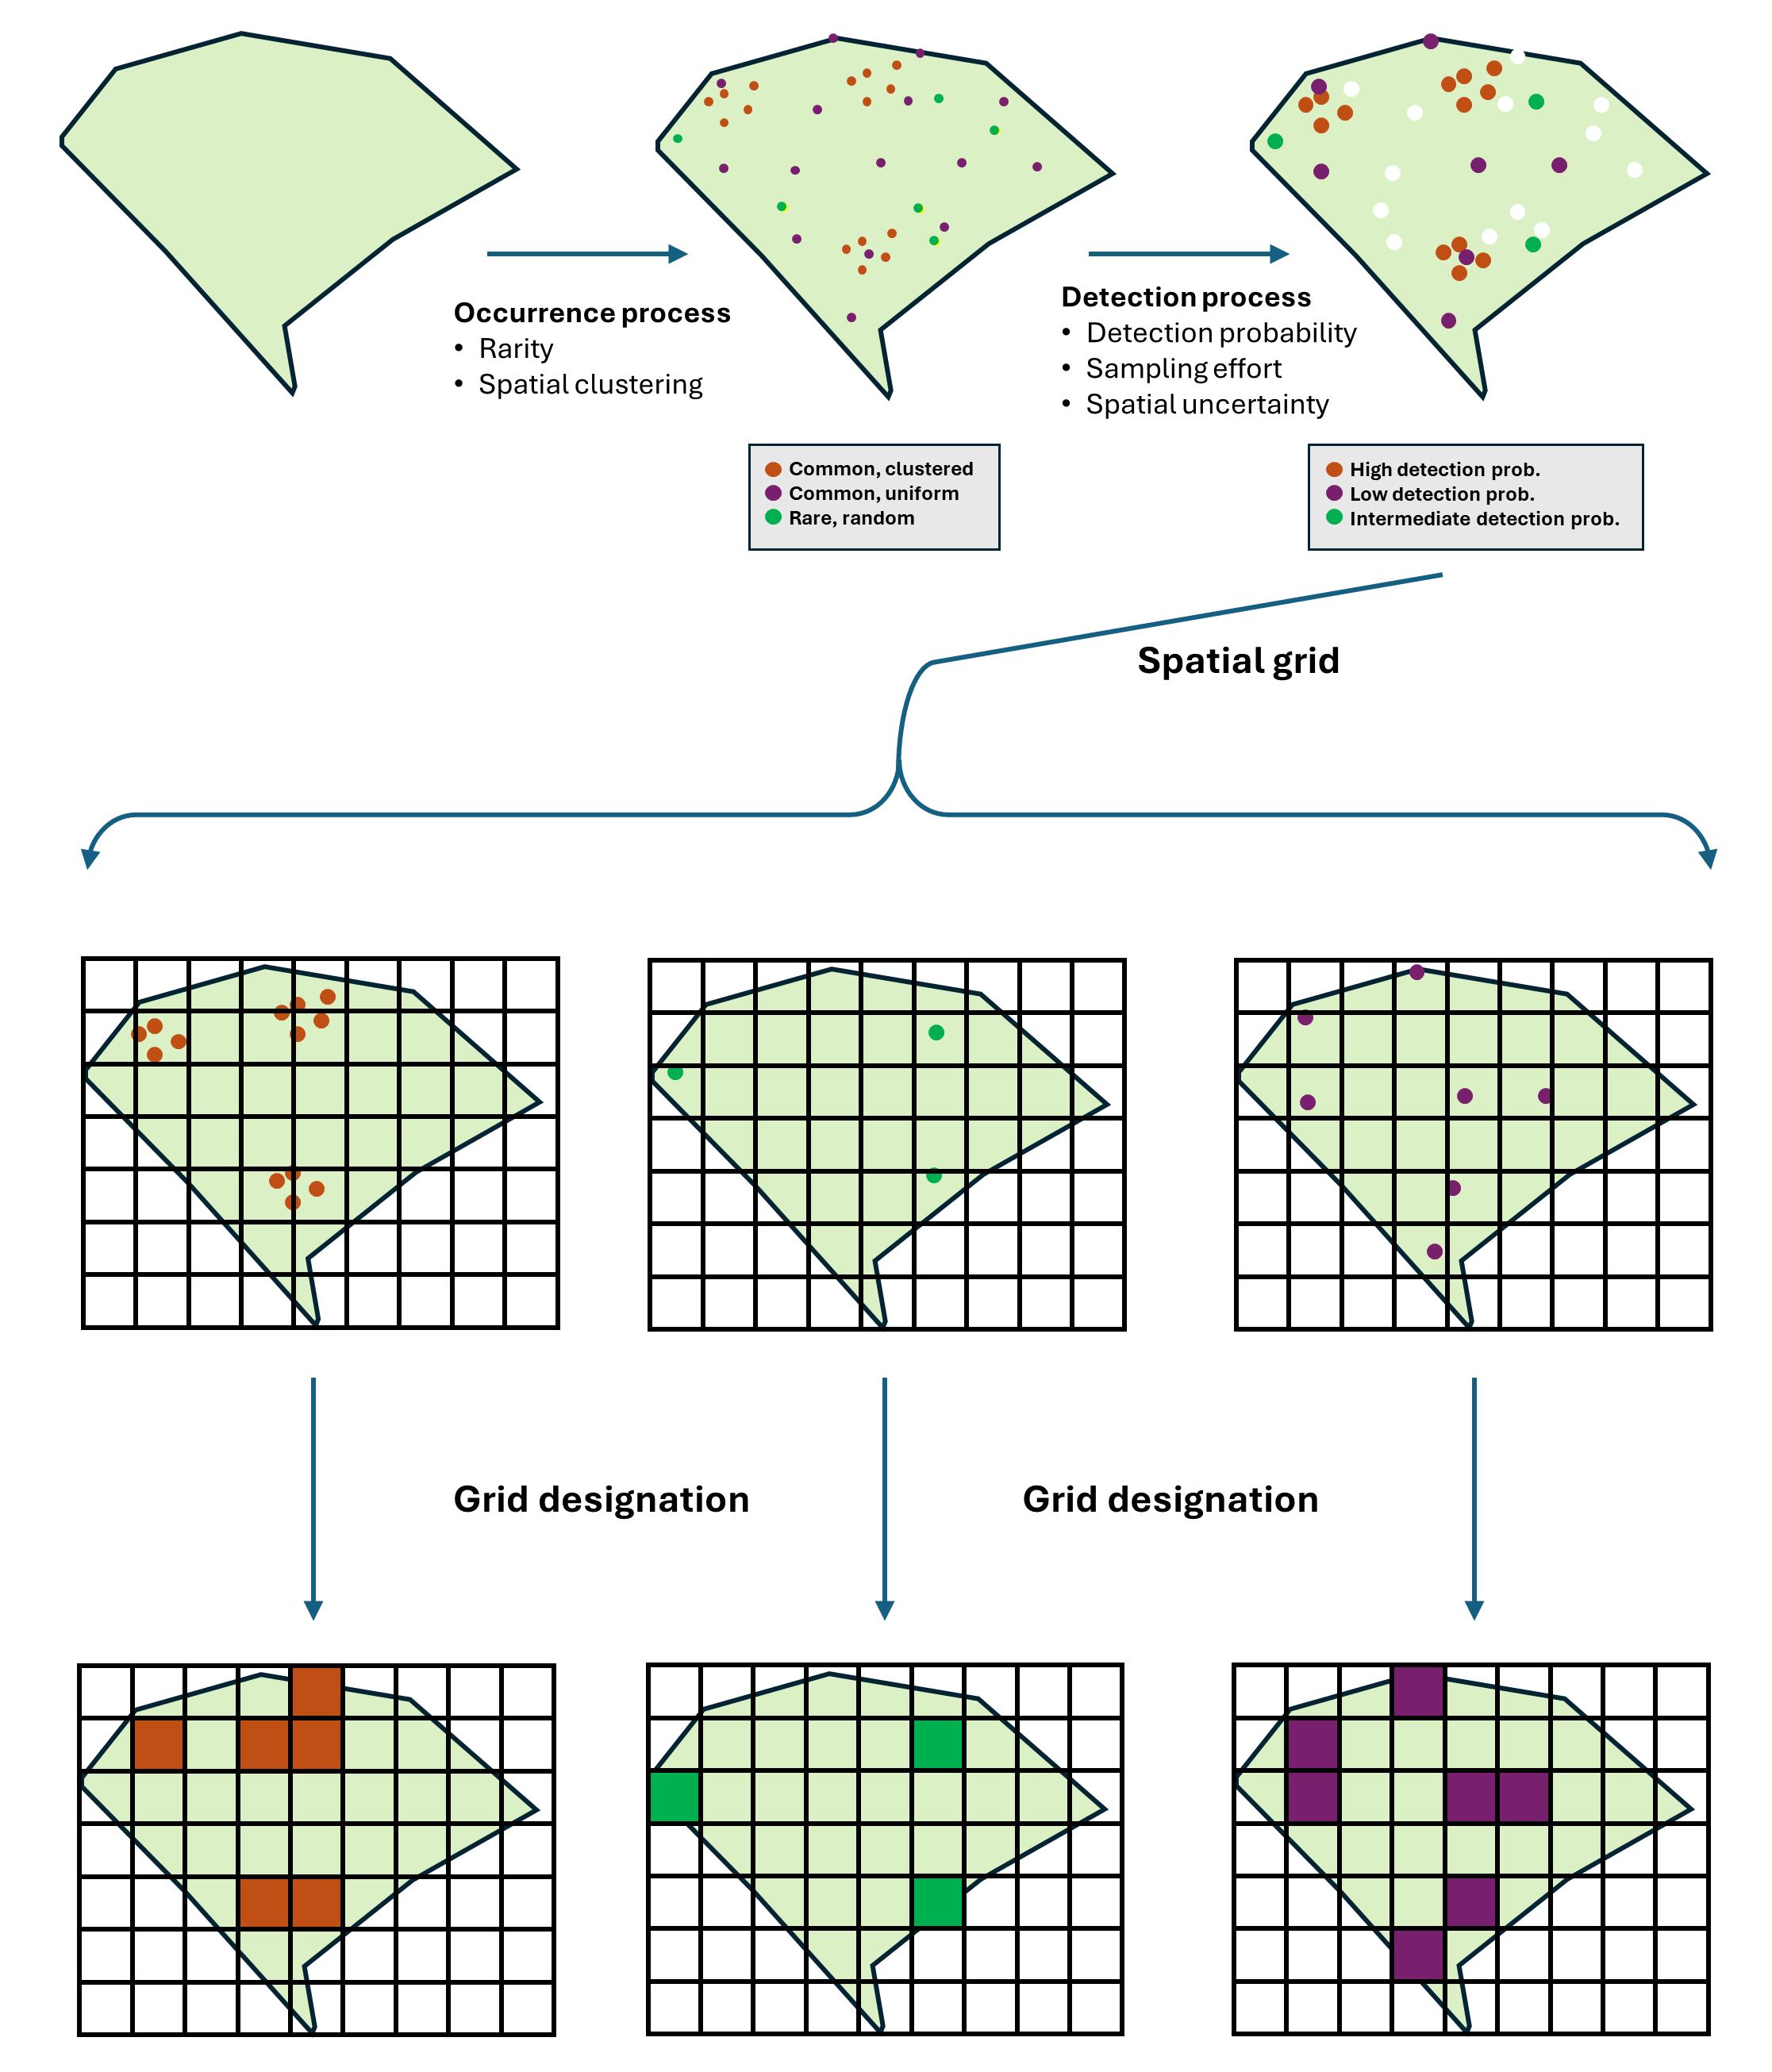 Occurrence process
• Rarity
• Spatial clustering
Detection process
• Detection probability
• Sampling effort
• Spatial uncertainty
Common, clustered
Common, uniform
Rare, random
High detection prob.
Low detection prob.
Intermediate detection prob.
Spatial grid
Grid designation
Grid designation